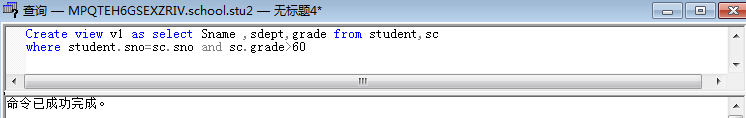 查询 — MPQTEH6GSEXZRIV.school.stu2 — 无标题4*
Create view v1 as select Sname ,sdept,grade from student,sc
where student.sno=sc.sno and sc.grade>60
命令已成功完成。